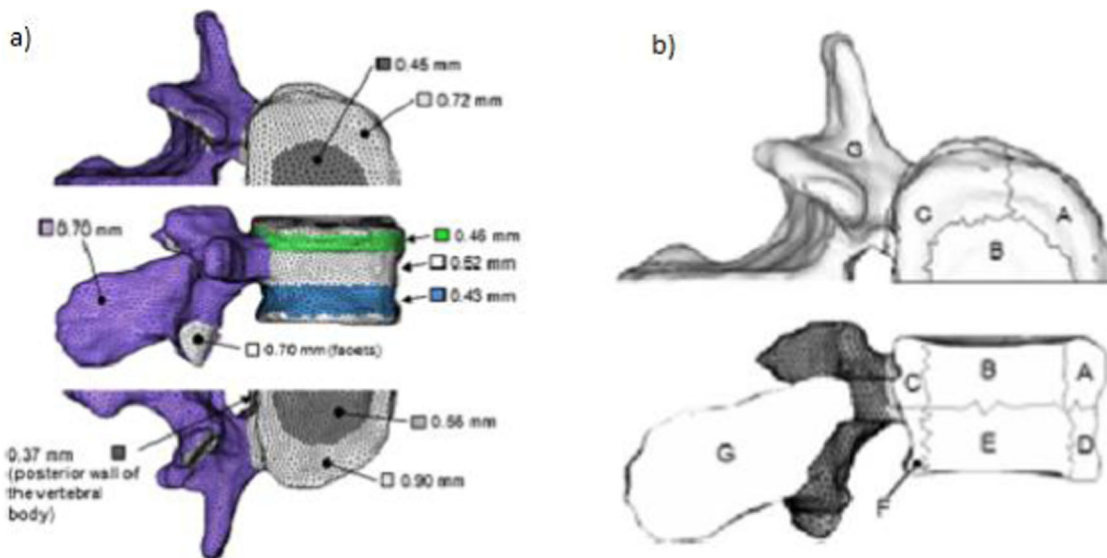 a)
0.45 mm
0.72 mm
0.70 mm
0.46 mm
0.52 mm
0.43 mm
0.70 mm (facets)
0.37 mm
(posterior wall of
the vertebral
body)
0.56 mm
0.90 mm
b)
G
C
A
B
C
B
A
G
E
D
F